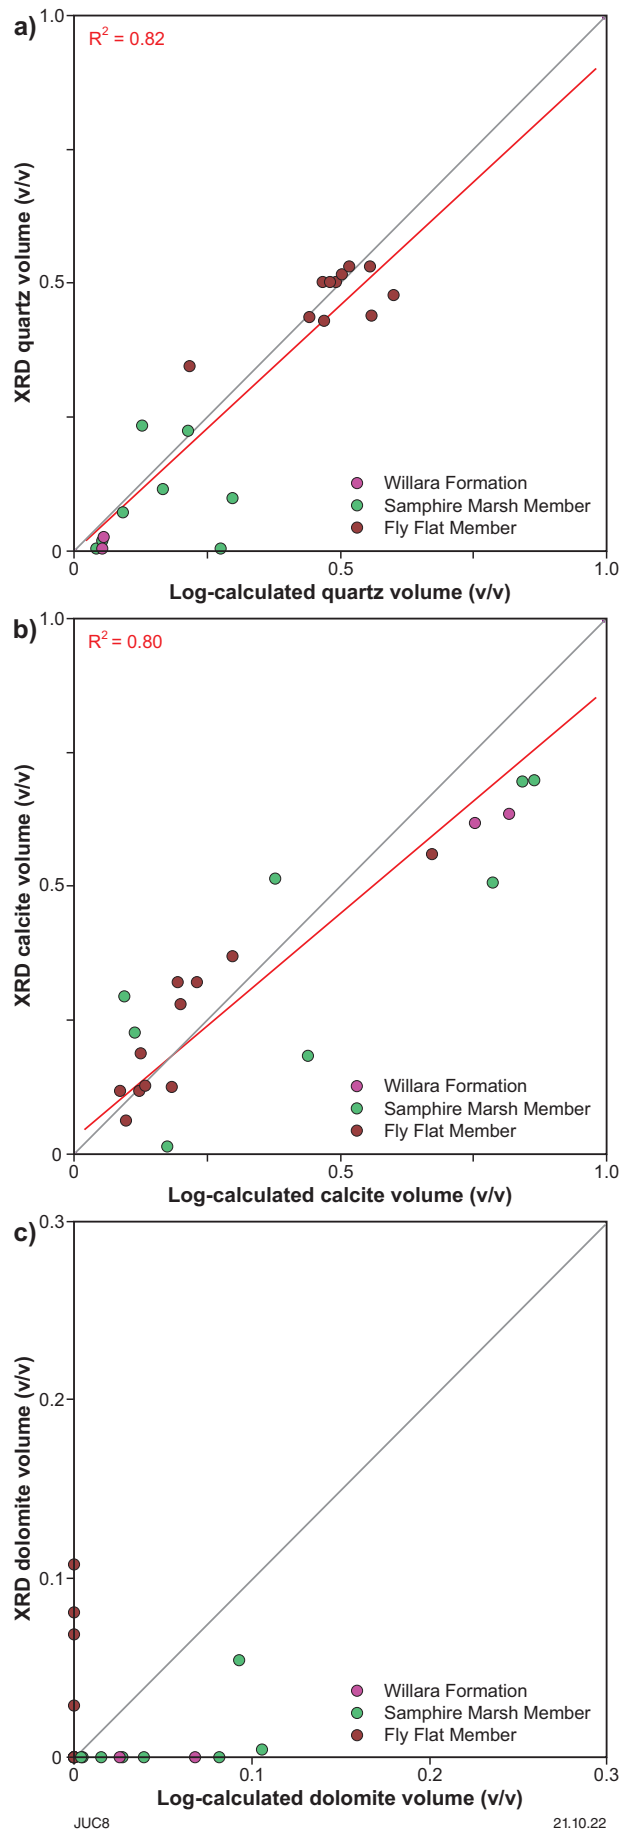 a)
1.0
R² = 0.82
XRD quartz volume (v/v)
0.5
Willara Formation
Samphire Marsh Member
Fly Flat Member
0
0 0.5 1.0
Log-calculated quartz volume (v/v)
b)
1.0
R² = 0.80
XRD calcite volume (v/v)
0.5
Willara Formation
Samphire Marsh Member
Fly Flat Member
0
0 0.5 1.0
Log-calculated calcite volume (v/v)
c)
0.3
0.2
XRD dolomite volume (v/v)
0.1
Willara Formation
Samphire Marsh Member
Fly Flat Member
0
0 0.1 0.2 0.3
Log-calculated dolomite volume (v/v)
JUC8 21.10.22